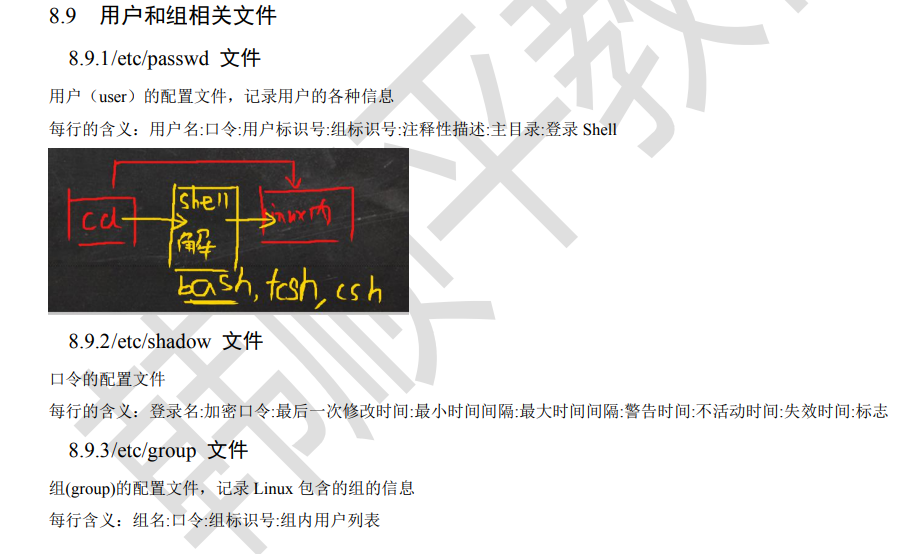 8.9 用户和组相关文件
8.9.1/etc/passwd 文件
用户（user）的配置文件，记录用户的各种信息
每行的含义：用户名:口令:用户标识号:组标识号:注释性描述:主目录:登录 Shell
cd shell linux内
解
bash, tcsh, csh
8.9.2/etc/shadow 文件
口令的配置文件
每行的含义：登录名:加密口令:最后一次修改时间:最小时间间隔:最大时间间隔:警告时间:不活动时间:失效时间:标志
8.9.3/etc/group 文件
组(group)的配置文件，记录 Linux 包含的组的信息
每行含义：组名:口令:组标识号:组内用户列表
韩顺平教